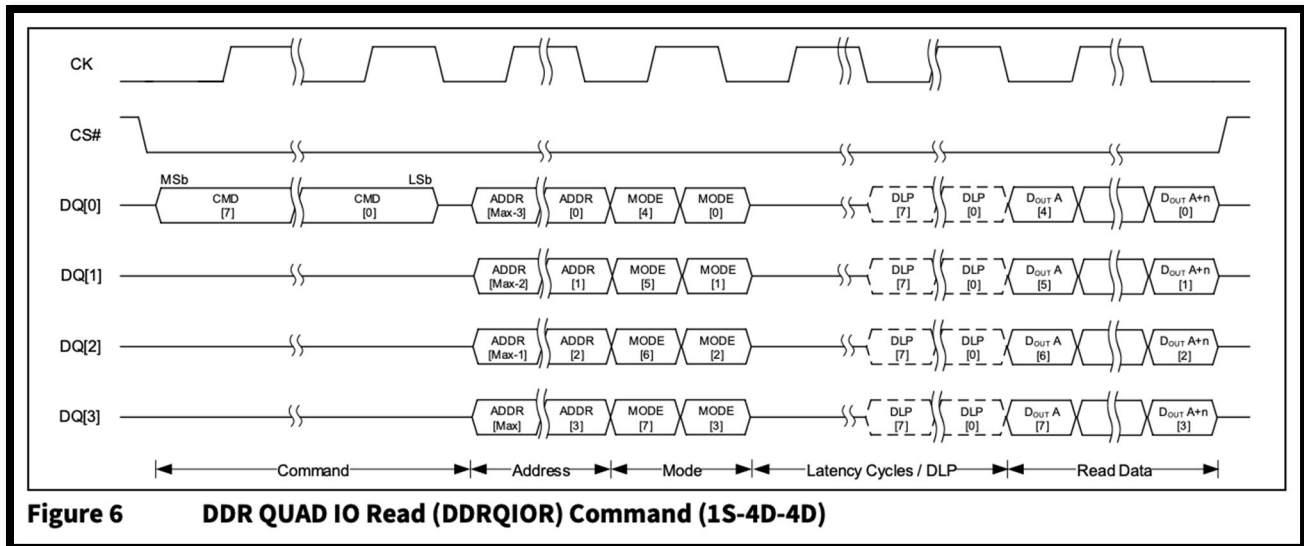 CK
CS#
MSb LSb
DQ[0] CMD [7] CMD [0] ADDR [Max-3] ADDR [0] MODE [4] MODE [0] DLP [7] DLP [0] DOUT A [4] DOUT A+n [0]
DQ[1] ADDR [Max-2] ADDR [1] MODE [5] MODE [1] DLP [7] DLP [0] DOUT A [5] DOUT A+n [1]
DQ[2] ADDR [Max-1] ADDR [2] MODE [6] MODE [2] DLP [7] DLP [0] DOUT A [6] DOUT A+n [2]
DQ[3] ADDR [Max] ADDR [3] MODE [7] MODE [3] DLP [7] DLP [0] DOUT A [7] DOUT A+n [3]
Command Address Mode Latency Cycles / DLP Read Data
Figure 6 DDR QUAD IO Read (DDRQIOR) Command (1S-4D-4D)